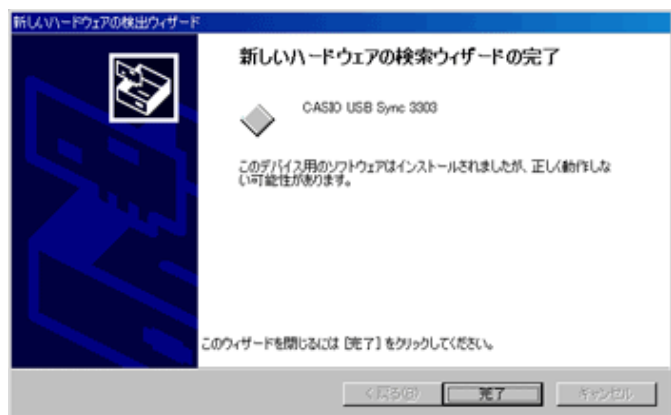 新しいハードウェアの検出ウィザード
新しいハードウェアの検索ウィザードの完了
CASIO USB Sync 3303
このデバイス用のソフトウェアはインストールされましたが、正しく動作しな
い可能性があります。
このウィザードを閉じるには [完了] をクリックしてください。
< 戻る(B)
完了
キャンセル